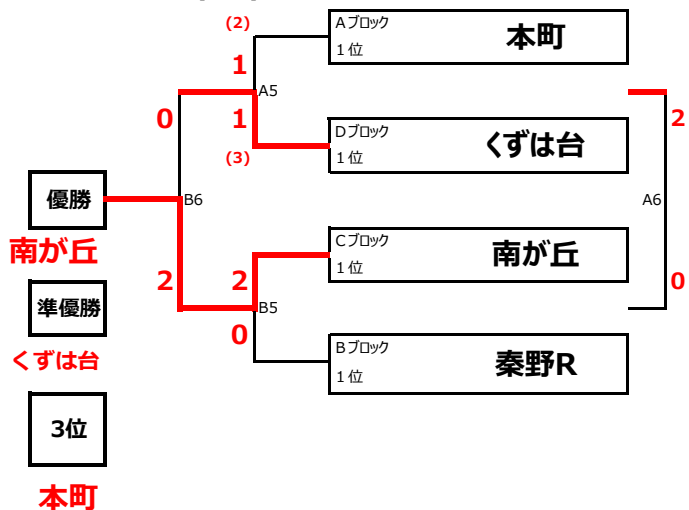 (2)
Aブロック
1位
本町
1
A5
0
1
(3)
Dブロック
1位
くずは台
2
優勝
B6
A6
南が丘
Cブロック
1位
南が丘
2
2
0
準優勝
B5
0
くずは台
Bブロック
1位
秦野R
3位
本町